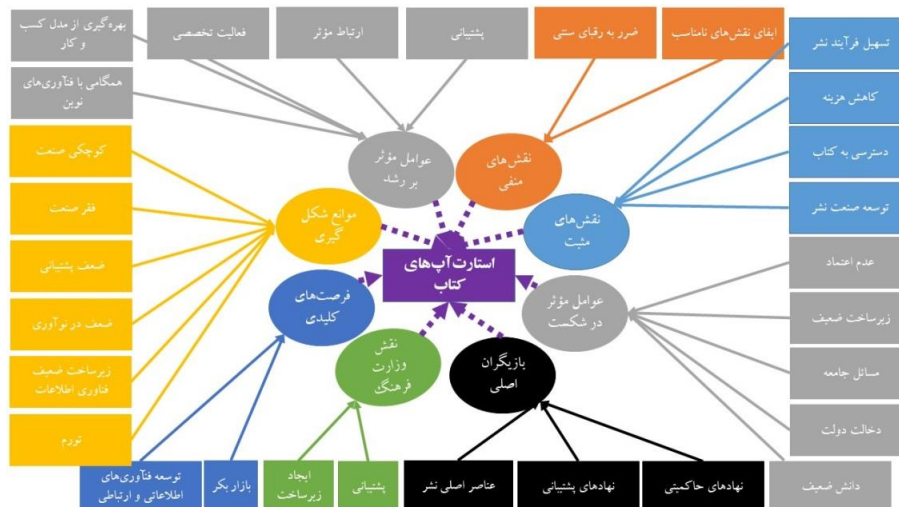 ایفای نقش‌های نامناسب
ضرر به رقبای سنتی
پشتیبانی
ارتباط مؤثر
فعالیت تخصصی
بهره‌گیری از مدل کسب
و کار
همگامی با فنآوری‌های
نوین
تسهیل فرآیند نشر
کاهش هزینه
دسترسی به کتاب
توسعه صنعت نشر
عدم اعتماد
زیرساخت ضعیف
مسائل جامعه
دخالت دولت
دانش ضعیف
کوچکی صنعت
فقر صنعت
ضعف پشتیبانی
ضعف در نوآوری
زیرساخت ضعیف
فناوری اطلاعات
تورم
نقش‌های
منفی
عوامل مؤثر
بر رشد
نقش‌های
مثبت
موانع شکل
گیری
استارت‌آپ‌های
کتاب
فرصت‌های
کلیدی
عوامل مؤثر
در شکست
نقش
وزارت
فرهنگ
بازیگران
اصلی
نهادهای حاکمیتی
نهادهای پشتیبانی
عناصر اصلی نشر
پشتیبانی
ایجاد
زیرساخت
بازار بکر
توسعه فنآوری‌های
اطلاعاتی و ارتباطی